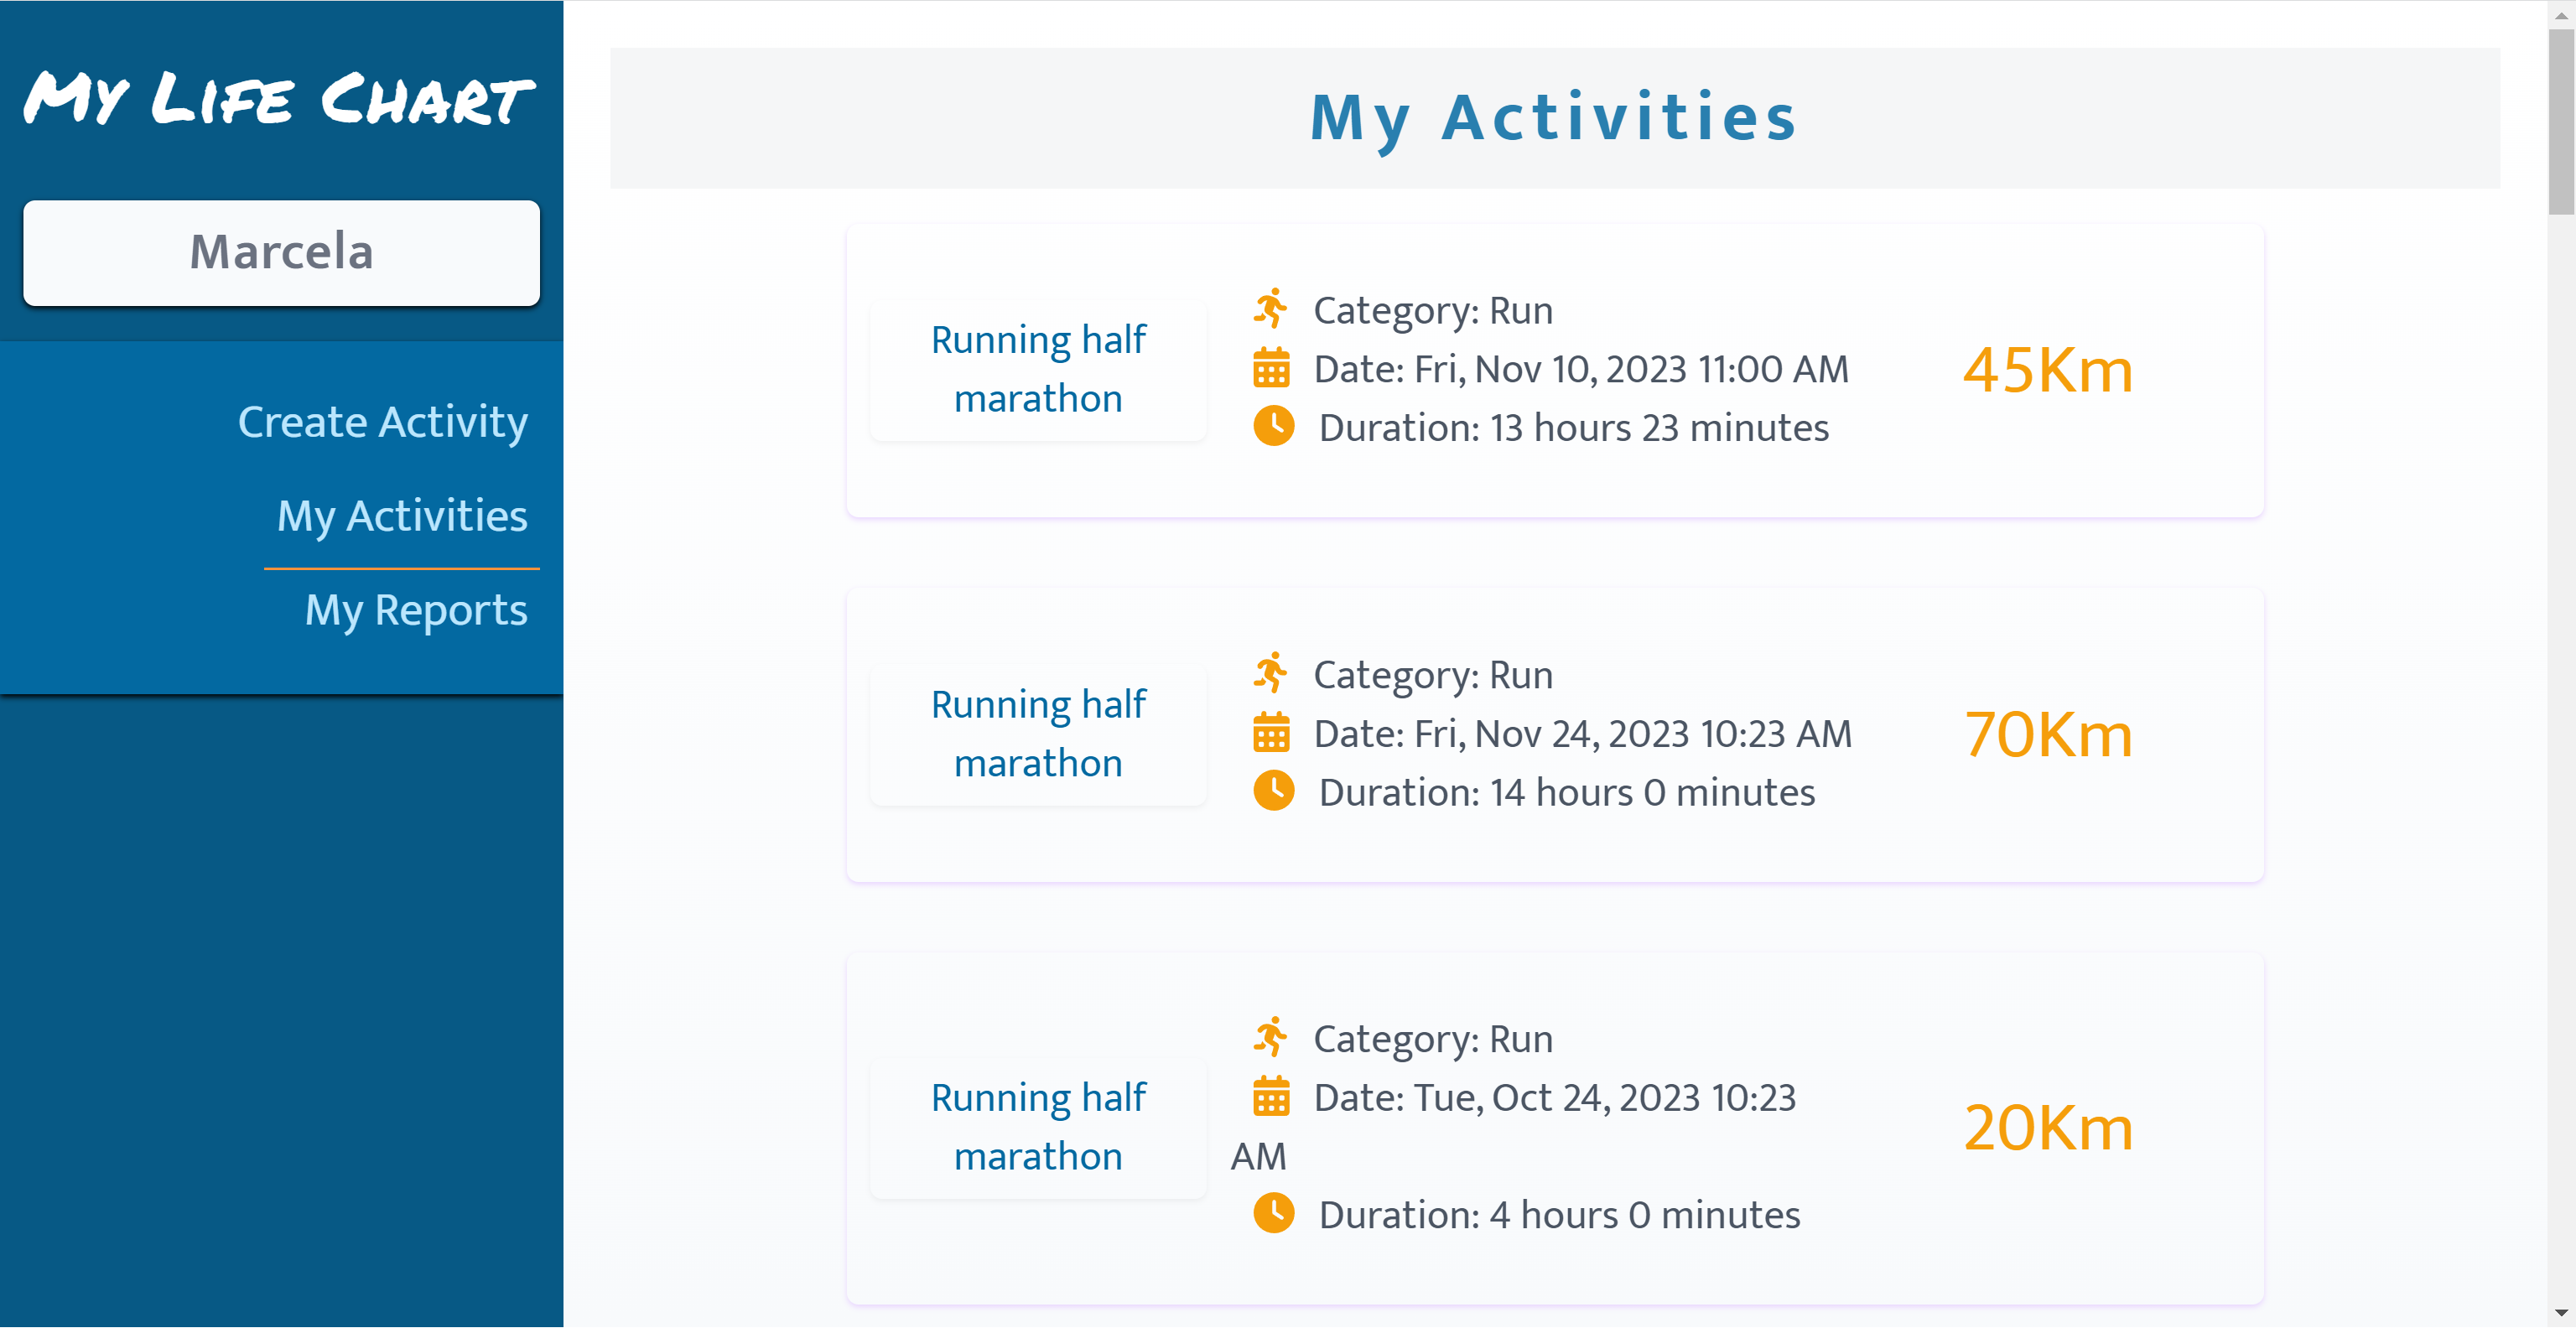 My Life Chart
Marcela
Create Activity
My Activities
My Reports
My Activities
Running half
marathon
Category: Run
Date: Fri, Nov 10, 2023 11:00 AM
Duration: 13 hours 23 minutes
45Km
Running half
marathon
Category: Run
Date: Fri, Nov 24, 2023 10:23 AM
Duration: 14 hours 0 minutes
70Km
Running half
marathon
Category: Run
Date: Tue, Oct 24, 2023 10:23
AM
Duration: 4 hours 0 minutes
20Km